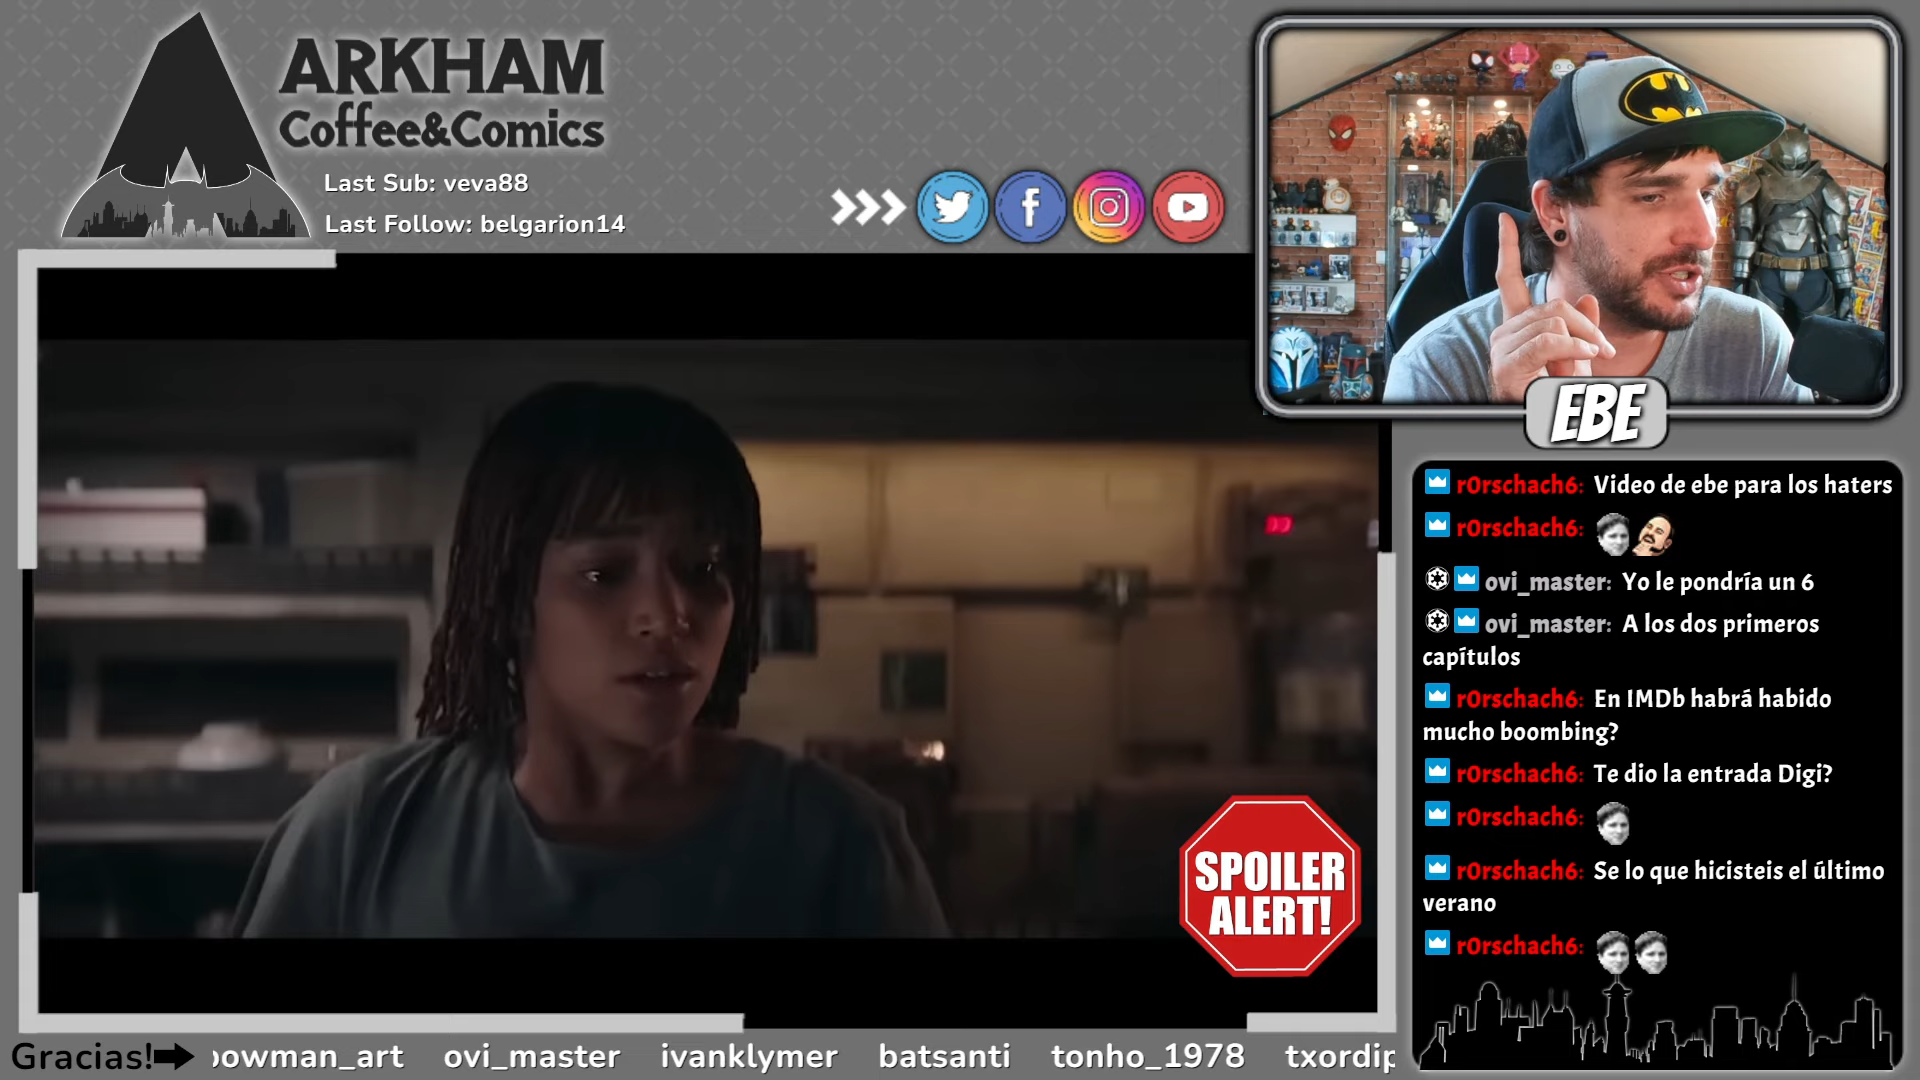 ARKHAM
Coffee&Comics
Last Sub: veva88
Last Follow: belgarion14
EBE
r0rschach6: Video de ebe para los haters
r0rschach6:
ovi_master: Yo le pondría un 6
ovi_master: A los dos primeros
capítulos
r0rschach6: En IMDb habrá habido
mucho boombing?
r0rschach6: Te dio la entrada Digi?
r0rschach6:
r0rschach6: Se lo que hicisteis el último
verano
r0rschach6:
SPOILER
ALERT!
Gracias! bowman_art ovi_master ivanklymer batsanti tonho_1978 txordip